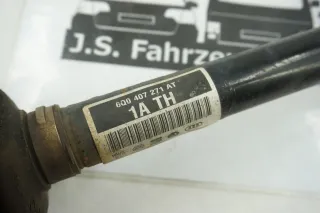 J.S. Fahrze
6Q0 407 271 AT
1A TH